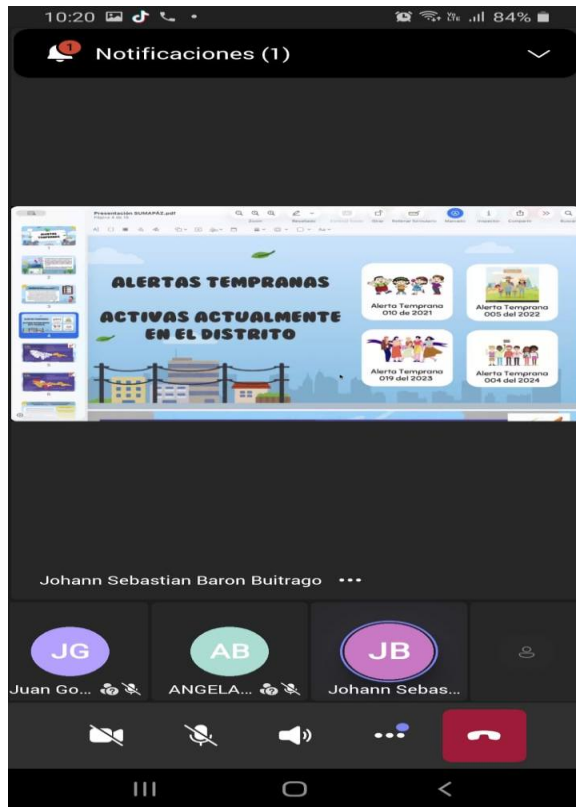 10:20
84%
1
Notificaciones (1)
Presentación SUMAPAZ.pdf
ALERTAS TEMPRANAS
ACTIVAS ACTUALMENTE
EN EL DISTRITO
Alerta Temprana
010 de 2021
Alerta Temprana
005 del 2022
Alerta Temprana
019 del 2023
Alerta Temprana
004 del 2024
Johann Sebastian Baron Buitrago
JG
AB
JB
Juan Go...
ANGELA...
Johann Sebas...